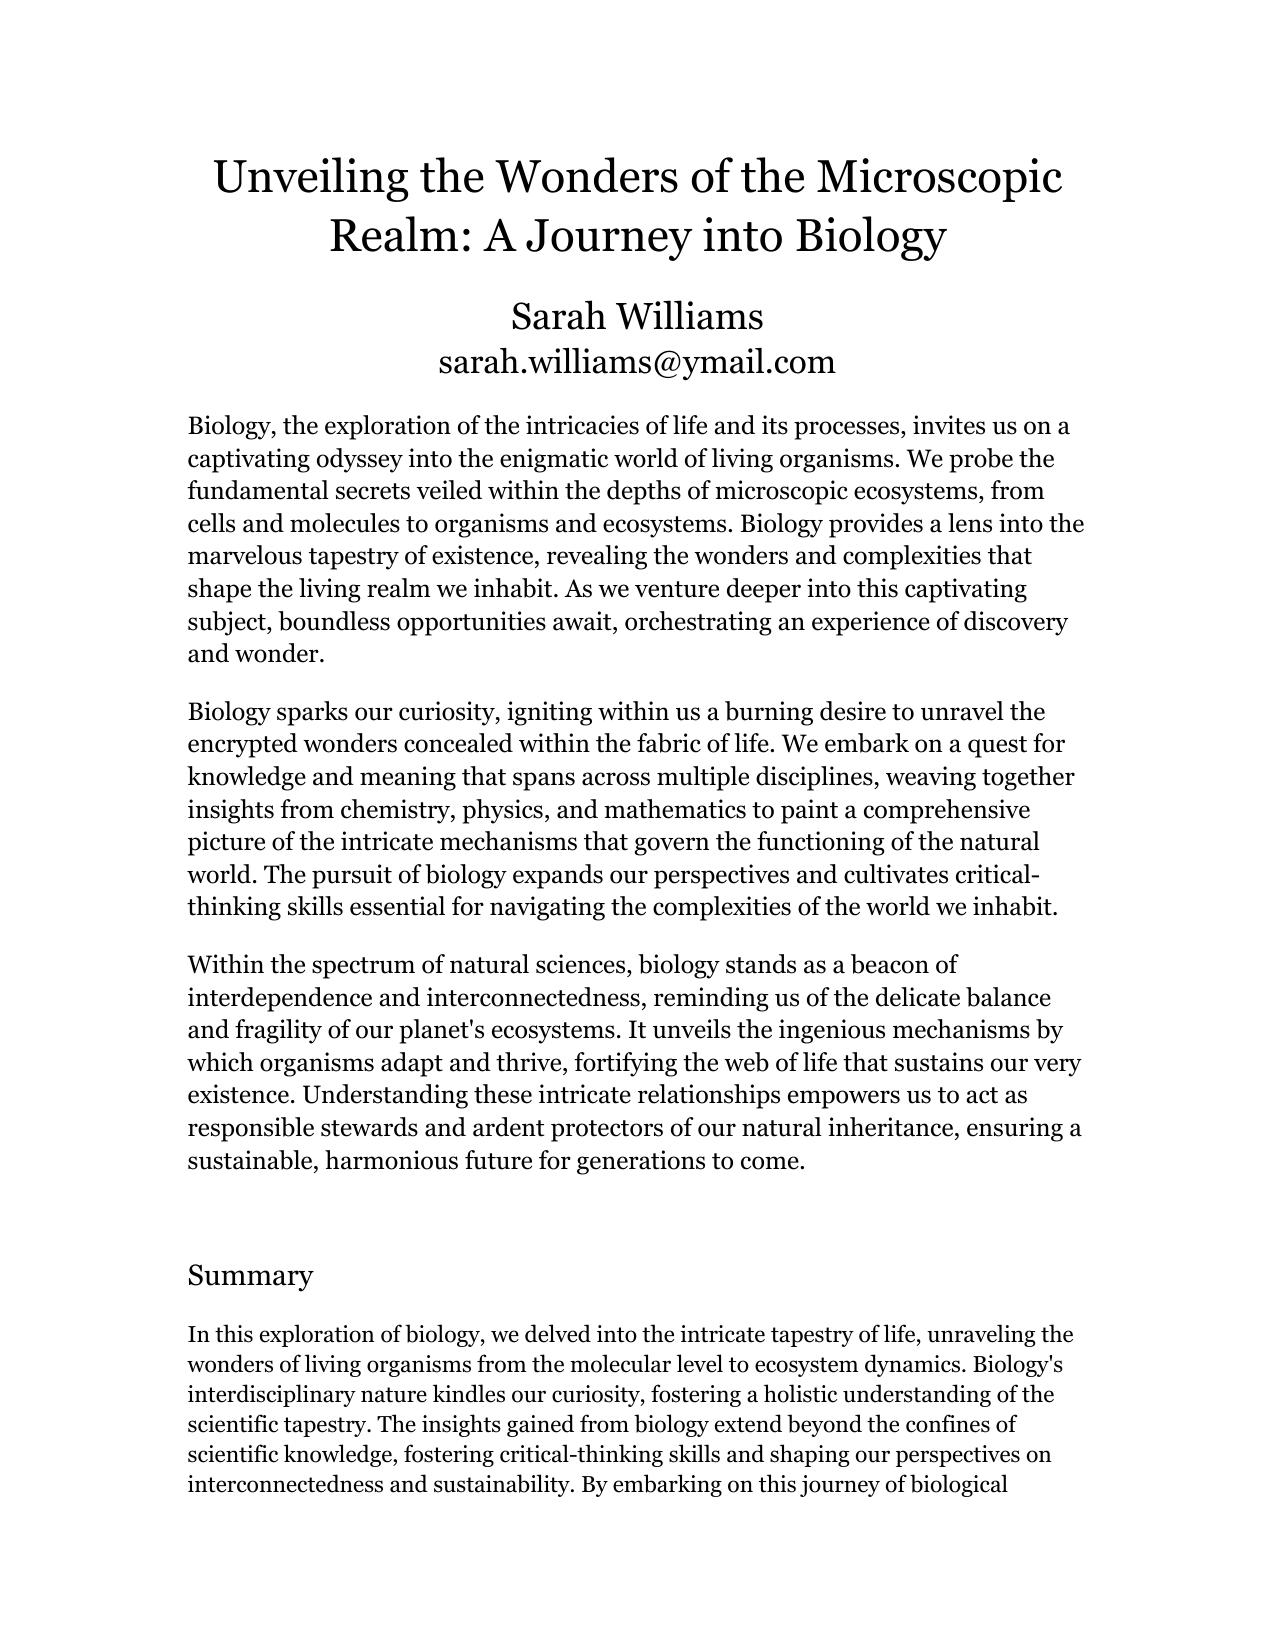 Unveiling the Wonders of the Microscopic
Realm: A Journey into Biology
Sarah Williams
sarah.williams@ymail.com
Biology, the exploration of the intricacies of life and its processes, invites us on a
captivating odyssey into the enigmatic world of living organisms. We probe the
fundamental secrets veiled within the depths of microscopic ecosystems, from
cells and molecules to organisms and ecosystems. Biology provides a lens into the
marvelous tapestry of existence, revealing the wonders and complexities that
shape the living realm we inhabit. As we venture deeper into this captivating
subject, boundless opportunities await, orchestrating an experience of discovery
and wonder.
Biology sparks our curiosity, igniting within us a burning desire to unravel the
encrypted wonders concealed within the fabric of life. We embark on a quest for
knowledge and meaning that spans across multiple disciplines, weaving together
insights from chemistry, physics, and mathematics to paint a comprehensive
picture of the intricate mechanisms that govern the functioning of the natural
world. The pursuit of biology expands our perspectives and cultivates critical-
thinking skills essential for navigating the complexities of the world we inhabit.
Within the spectrum of natural sciences, biology stands as a beacon of
interdependence and interconnectedness, reminding us of the delicate balance
and fragility of our planet's ecosystems. It unveils the ingenious mechanisms by
which organisms adapt and thrive, fortifying the web of life that sustains our very
existence. Understanding these intricate relationships empowers us to act as
responsible stewards and ardent protectors of our natural inheritance, ensuring a
sustainable, harmonious future for generations to come.
Summary
In this exploration of biology, we delved into the intricate tapestry of life, unraveling the
wonders of living organisms from the molecular level to ecosystem dynamics. Biology's
interdisciplinary nature kindles our curiosity, fostering a holistic understanding of the
scientific tapestry. The insights gained from biology extend beyond the confines of
scientific knowledge, fostering critical-thinking skills and shaping our perspectives on
interconnectedness and sustainability. By embarking on this journey of biological